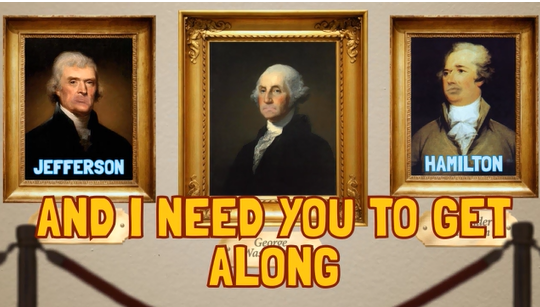 JEFFERSON
HAMILTON
AND I NEED YOU TO GET
ALONG
George